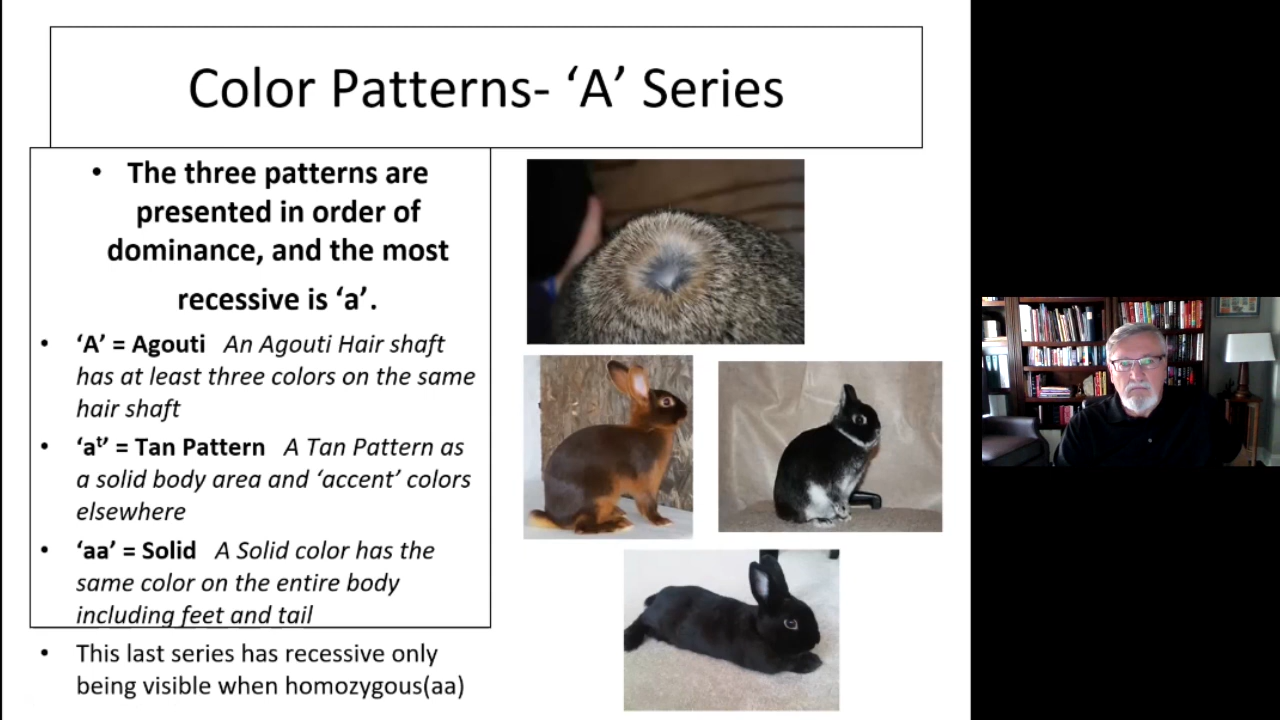 Color Patterns- ‘A’ Series
• The three patterns are
presented in order of
dominance, and the most
recessive is ‘a’.
• ‘A’ = Agouti An Agouti Hair shaft
has at least three colors on the same
hair shaft
• ‘aᵗ’ = Tan Pattern A Tan Pattern as
a solid body area and ‘accent’ colors
elsewhere
• ‘aa’ = Solid A Solid color has the
same color on the entire body
including feet and tail
• This last series has recessive only
being visible when homozygous(aa)